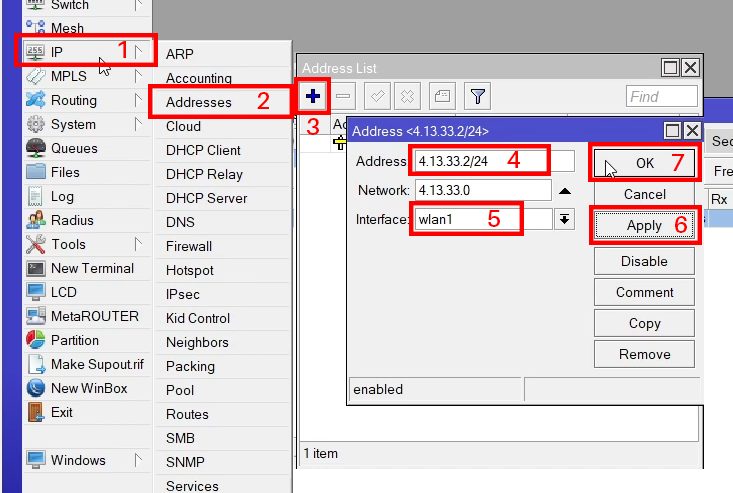 Switch
Mesh
IP 1
MPLS
Routing
System
Queues
Files
Log
Radius
Tools
New Terminal
LCD
MetaROUTER
Partition
Make Supout.rif
New WinBox
Exit
Windows
ARP
Accounting
Addresses 2
Cloud
DHCP Client
DHCP Relay
DHCP Server
DNS
Firewall
Hotspot
IPsec
Kid Control
Neighbors
Packing
Pool
Routes
SMB
SNMP
Services
Address List
Find
3
Address <4.13.33.2/24>
Address: 4.13.33.2/24 4
Network: 4.13.33.0
Interface: wlan1 5
OK 7
Cancel
Apply 6
Disable
Comment
Copy
Remove
enabled
1 item
Rx